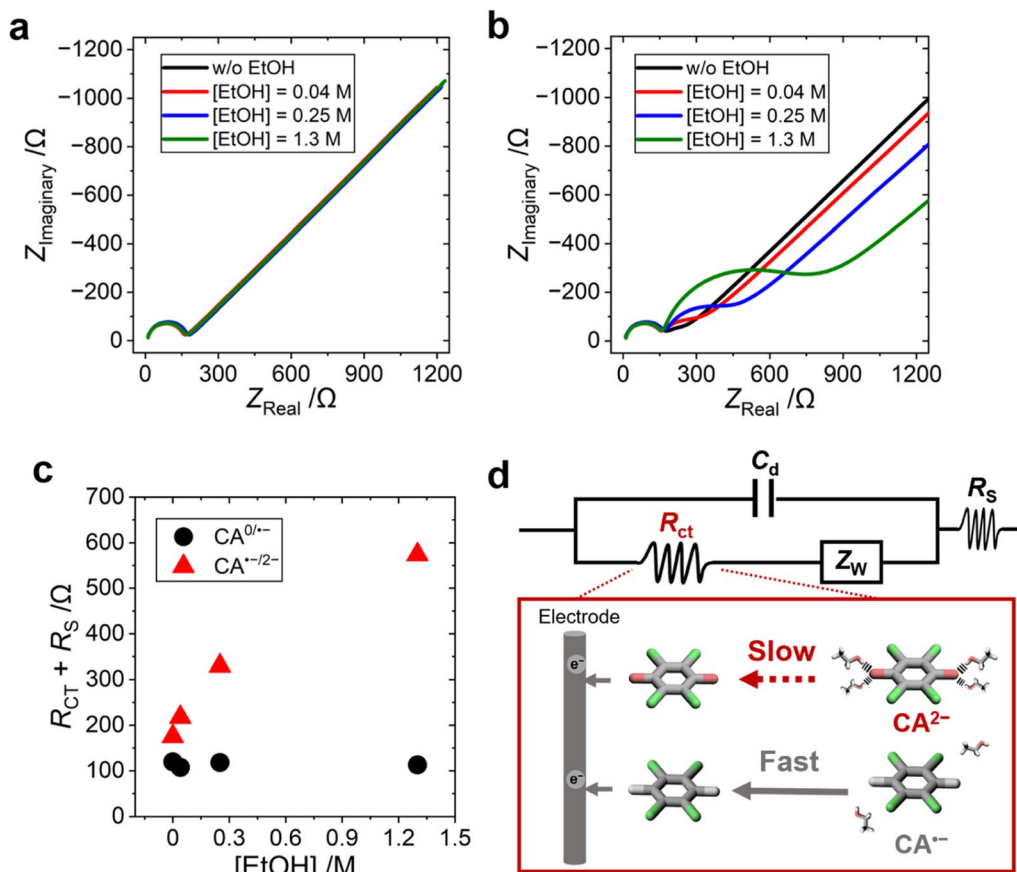 a
−1200
−1000
−800
−600
−400
−200
0
Z_Imaginary /Ω
w/o EtOH
[EtOH] = 0.04 M
[EtOH] = 0.25 M
[EtOH] = 1.3 M
0 300 600 900 1200
Z_Real /Ω
b
−1200
−1000
−800
−600
−400
−200
0
Z_Imaginary /Ω
w/o EtOH
[EtOH] = 0.04 M
[EtOH] = 0.25 M
[EtOH] = 1.3 M
0 300 600 900 1200
Z_Real /Ω
c
700
600
500
400
300
200
100
0
R_CT + R_S /Ω
CA^0/•−
CA^•−/2−
0 0.3 0.6 0.9 1.2 1.5
[EtOH] /M
d
C_d
R_S
R_ct
Z_W
Electrode
e−
Slow
CA^2−
e−
Fast
CA^•−